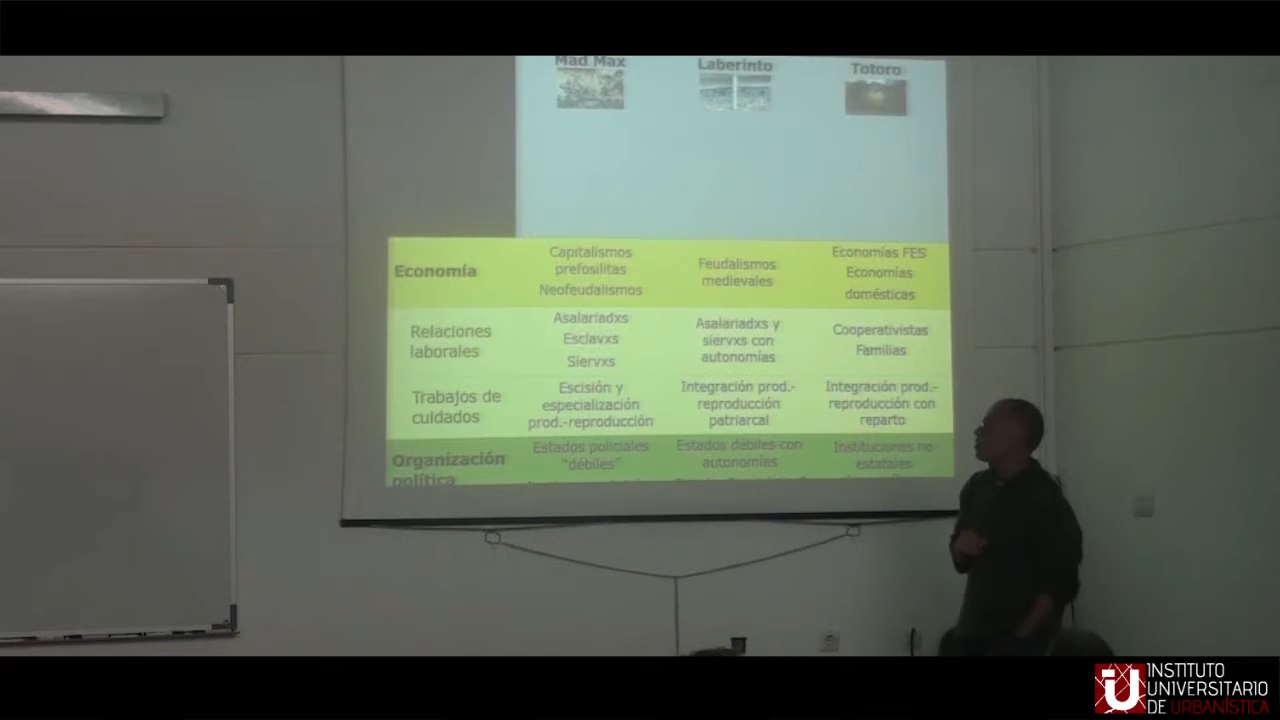 Mad Max
Laberinto
Totoro
Economía
Capitalismos
prefosilitas
Neofeudalismos
Feudalismos
medievales
Economías FES
Economías
domésticas
Relaciones
laborales
Asalariadxs
Esclavxs
Siervxs
Asalariadxs y
siervxs con
autonomías
Cooperativistas
Familias
Trabajos de
cuidados
Escisión y
especialización
prod.-reproducción
Integración prod.-
reproducción
patriarcal
Integración prod.-
reproducción con
reparto
Organización
política
Estados policiales
"débiles"
Estados débiles con
autonomías
Instituciones no
estatales
INSTITUTO
UNIVERSITARIO
DE URBANÍSTICA